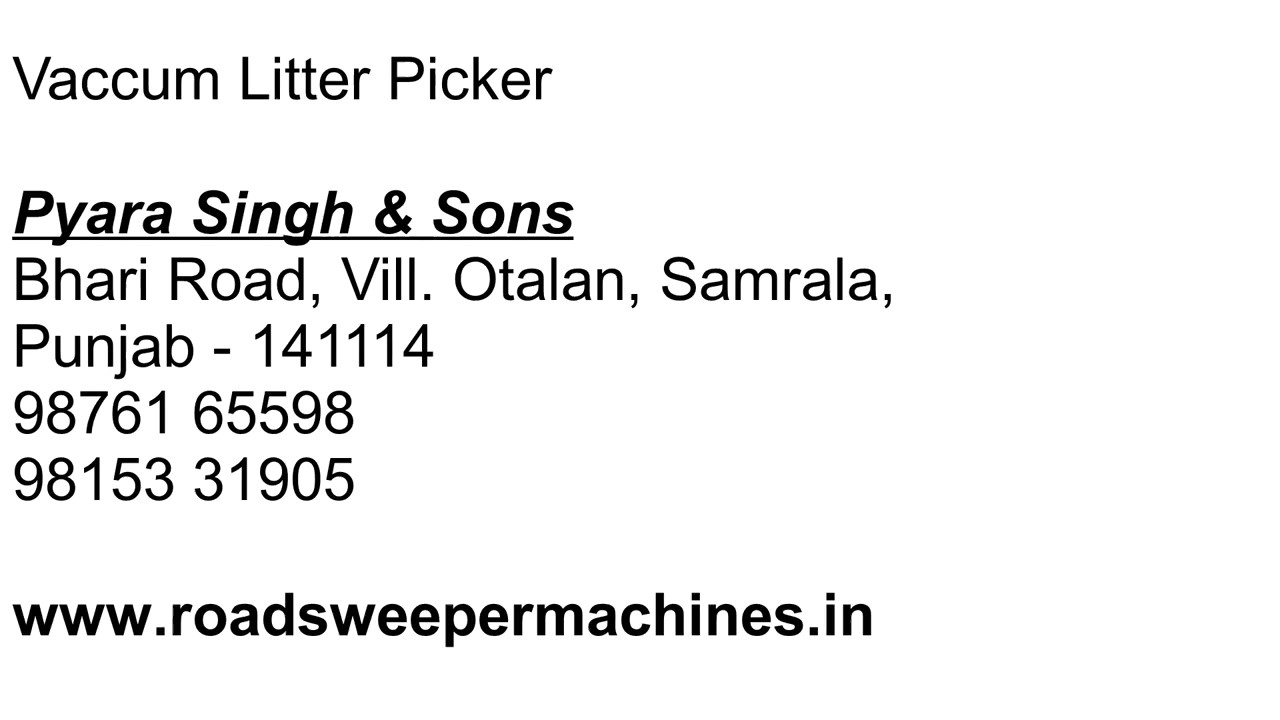 Vaccum Litter Picker
Pyara Singh & Sons
Bhari Road, Vill. Otalan, Samrala,
Punjab - 141114
98761 65598
98153 31905
www.roadsweepermachines.in